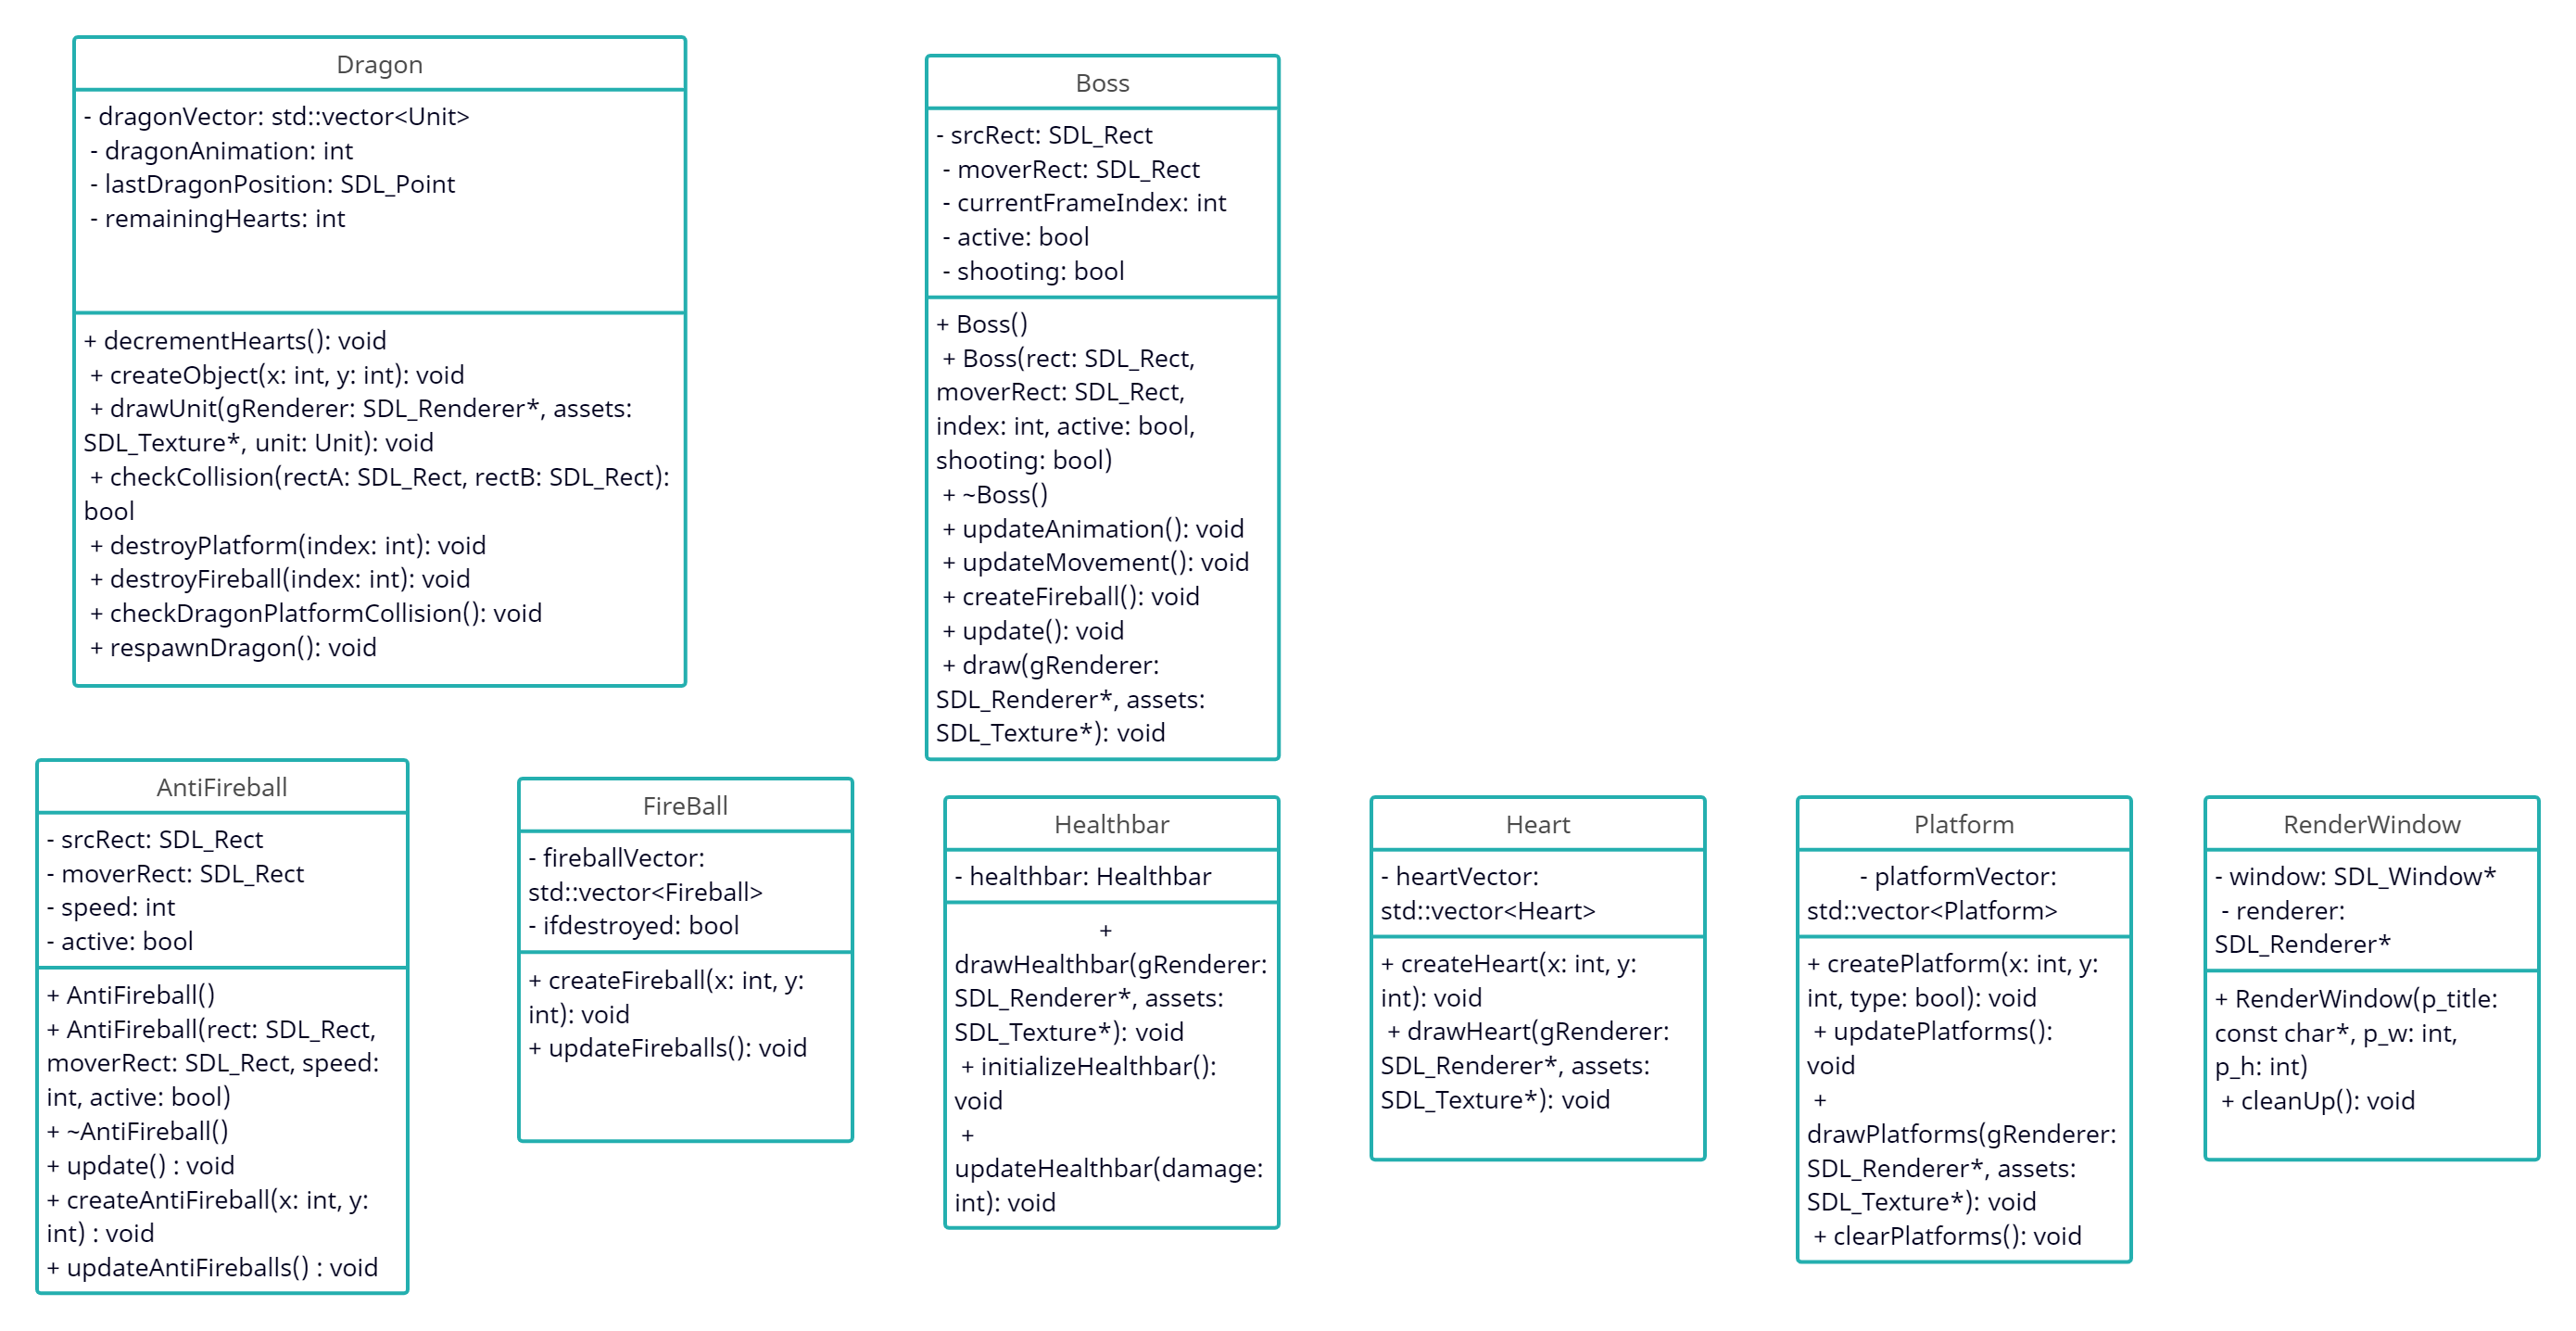 Dragon
- dragonVector: std::vector<Unit>
- dragonAnimation: int
- lastDragonPosition: SDL_Point
- remainingHearts: int
+ decrementHearts(): void
+ createObject(x: int, y: int): void
+ drawUnit(gRenderer: SDL_Renderer*, assets:
SDL_Texture*, unit: Unit): void
+ checkCollision(rectA: SDL_Rect, rectB: SDL_Rect):
bool
+ destroyPlatform(index: int): void
+ destroyFireball(index: int): void
+ checkDragonPlatformCollision(): void
+ respawnDragon(): void
Boss
- srcRect: SDL_Rect
- moverRect: SDL_Rect
- currentFrameIndex: int
- active: bool
- shooting: bool
+ Boss()
+ Boss(rect: SDL_Rect,
moverRect: SDL_Rect,
index: int, active: bool,
shooting: bool)
+ ~Boss()
+ updateAnimation(): void
+ updateMovement(): void
+ createFireball(): void
+ update(): void
+ draw(gRenderer:
SDL_Renderer*, assets:
SDL_Texture*): void
AntiFireball
- srcRect: SDL_Rect
- moverRect: SDL_Rect
- speed: int
- active: bool
+ AntiFireball()
+ AntiFireball(rect: SDL_Rect,
moverRect: SDL_Rect, speed:
int, active: bool)
+ ~AntiFireball()
+ update() : void
+ createAntiFireball(x: int, y:
int) : void
+ updateAntiFireballs() : void
FireBall
- fireballVector:
std::vector<Fireball>
- ifdestroyed: bool
+ createFireball(x: int, y:
int): void
+ updateFireballs(): void
Healthbar
- healthbar: Healthbar
+
drawHealthbar(gRenderer:
SDL_Renderer*, assets:
SDL_Texture*): void
+ initializeHealthbar():
void
+
updateHealthbar(damage:
int): void
Heart
- heartVector:
std::vector<Heart>
+ createHeart(x: int, y:
int): void
+ drawHeart(gRenderer:
SDL_Renderer*, assets:
SDL_Texture*): void
Platform
- platformVector:
std::vector<Platform>
+ createPlatform(x: int, y:
int, type: bool): void
+ updatePlatforms():
void
+
drawPlatforms(gRenderer:
SDL_Renderer*, assets:
SDL_Texture*): void
+ clearPlatforms(): void
RenderWindow
- window: SDL_Window*
- renderer:
SDL_Renderer*
+ RenderWindow(p_title:
const char*, p_w: int,
p_h: int)
+ cleanUp(): void